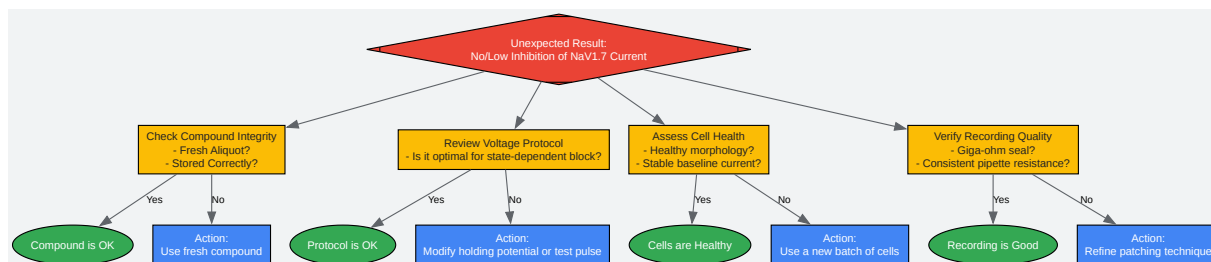 Unexpected Result:
No/Low Inhibition of NaV1.7 Current
Check Compound Integrity
- Fresh Aliquot?
- Stored Correctly?
Review Voltage Protocol
- Is it optimal for state-dependent block?
Assess Cell Health
- Healthy morphology?
- Stable baseline current?
Verify Recording Quality
- Giga-ohm seal?
- Consistent pipette resistance?
Yes
No
Yes
No
Yes
No
Yes
No
Compound is OK
Action:
Use fresh compound
Protocol is OK
Action:
Modify holding potential or test pulse
Cells are Healthy
Action:
Use a new batch of cells
Recording is Good
Action:
Refine patching technique